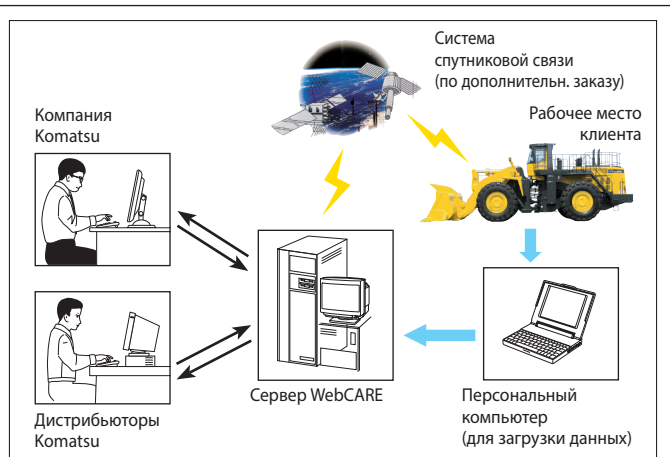 Система
спутниковой связи
(по дополнительн. заказу)
Рабочее место
клиента
Компания
Komatsu
Сервер WebCARE
Дистрибьюторы
Komatsu
Персональный
компьютер
(для загрузки данных)